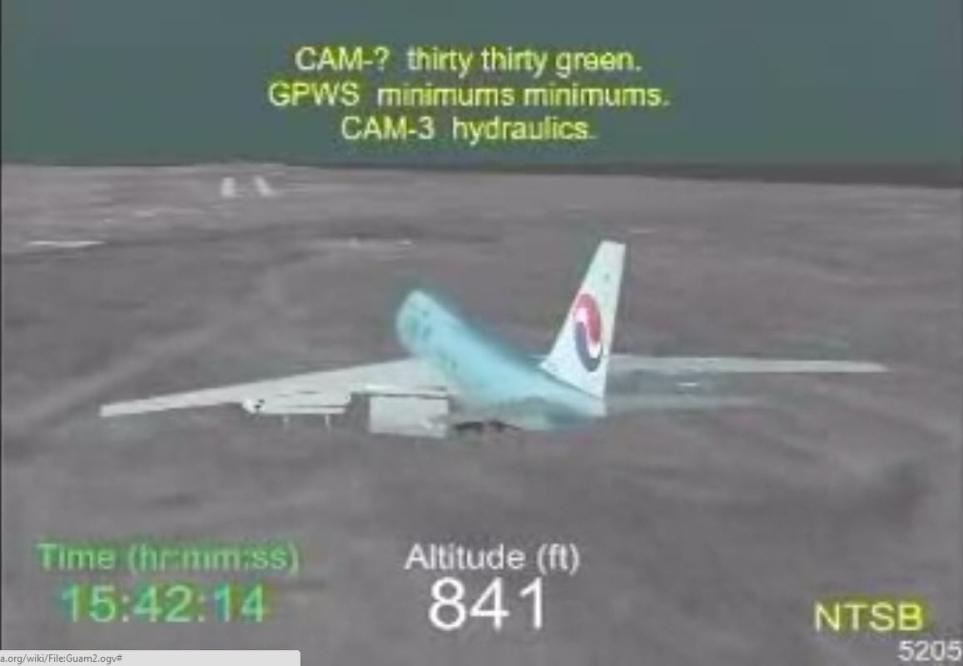 CAM-? thirty thirty green.
GPWS minimums minimums.
CAM-3 hydraulics.
Time (hr:mm:ss)
15:42:14
Altitude (ft)
841
NTSB
5205
a.org/wiki/File:Guam2.ogv#